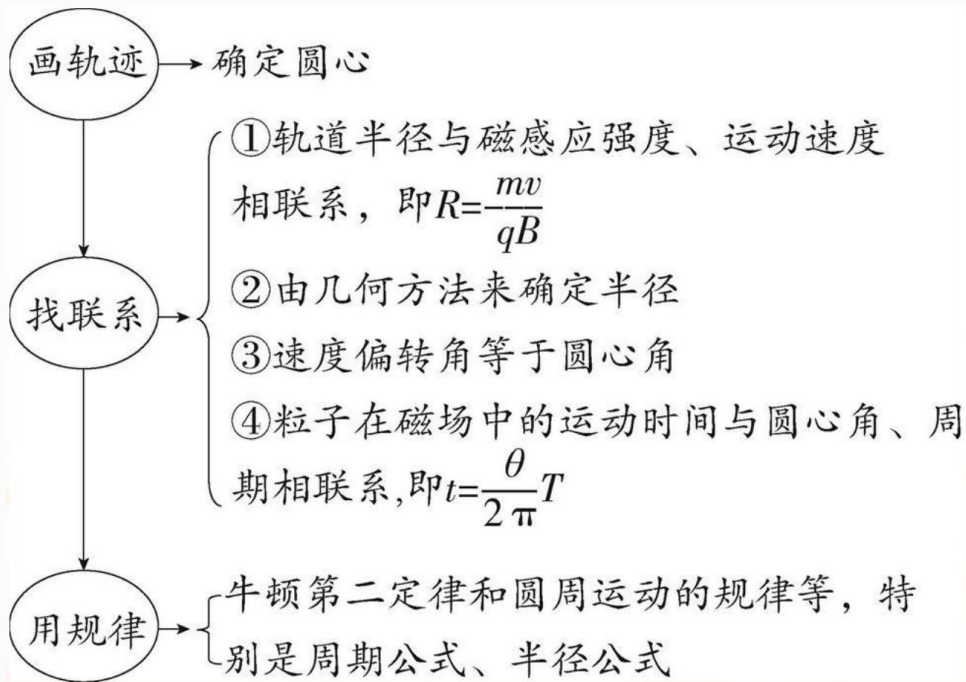 画轨迹
确定圆心
找联系
①轨道半径与磁感应强度、运动速度
相联系，即R=mv/qB
②由几何方法来确定半径
③速度偏转角等于圆心角
④粒子在磁场中的运动时间与圆心角、周
期相联系,即t=θ/2π T
用规律
牛顿第二定律和圆周运动的规律等，特
别是周期公式、半径公式